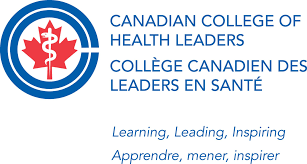 CANADIAN COLLEGE OF
HEALTH LEADERS
COLLÈGE CANADIEN DES
LEADERS EN SANTÉ
Learning, Leading, Inspiring
Apprendre, mener, inspirer